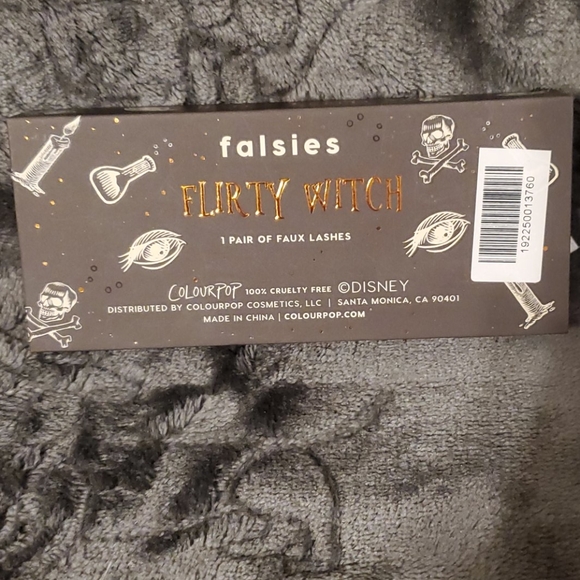 falsies
FLIRTY WITCH
1 PAIR OF FAUX LASHES
COLOURPOP 100% CRUELTY FREE ©DISNEY
DISTRIBUTED BY COLOURPOP COSMETICS, LLC | SANTA MONICA, CA 90401
MADE IN CHINA | COLOURPOP.COM
192250013760